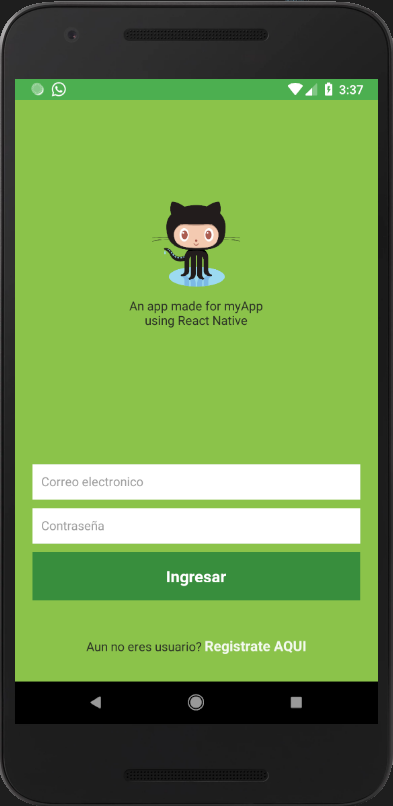 3:37
An app made for myApp
using React Native
Correo electronico
Contraseña
Ingresar
Aun no eres usuario? Registrate AQUI